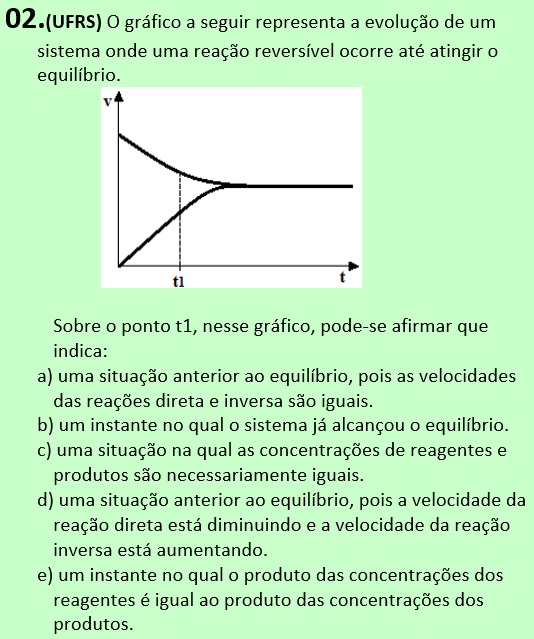 02.(UFRS) O gráfico a seguir representa a evolução de um
sistema onde uma reação reversível ocorre até atingir o
equilíbrio.
v
t1
t
Sobre o ponto t1, nesse gráfico, pode-se afirmar que
indica:
a) uma situação anterior ao equilíbrio, pois as velocidades
das reações direta e inversa são iguais.
b) um instante no qual o sistema já alcançou o equilíbrio.
c) uma situação na qual as concentrações de reagentes e
produtos são necessariamente iguais.
d) uma situação anterior ao equilíbrio, pois a velocidade da
reação direta está diminuindo e a velocidade da reação
inversa está aumentando.
e) um instante no qual o produto das concentrações dos
reagentes é igual ao produto das concentrações dos
produtos.